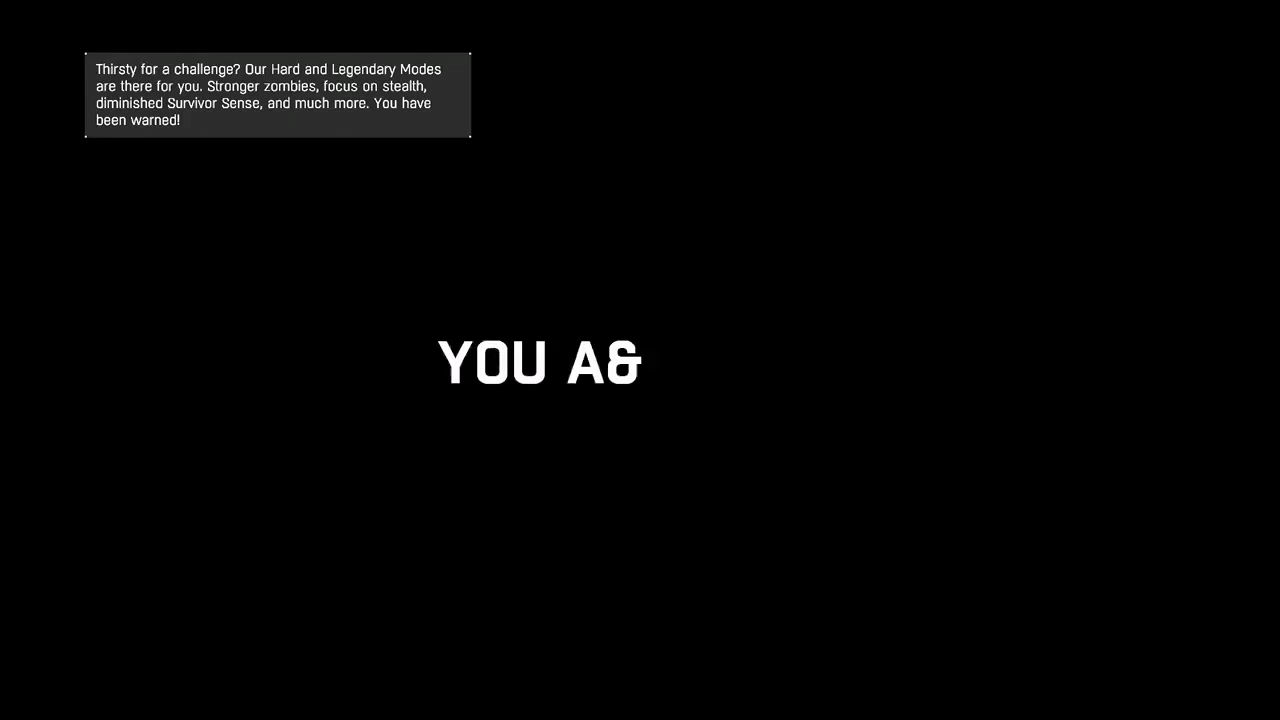 Thirsty for a challenge? Our Hard and Legendary Modes
are there for you. Stronger zombies, focus on stealth,
diminished Survivor Sense, and much more. You have
been warned!
YOU A&